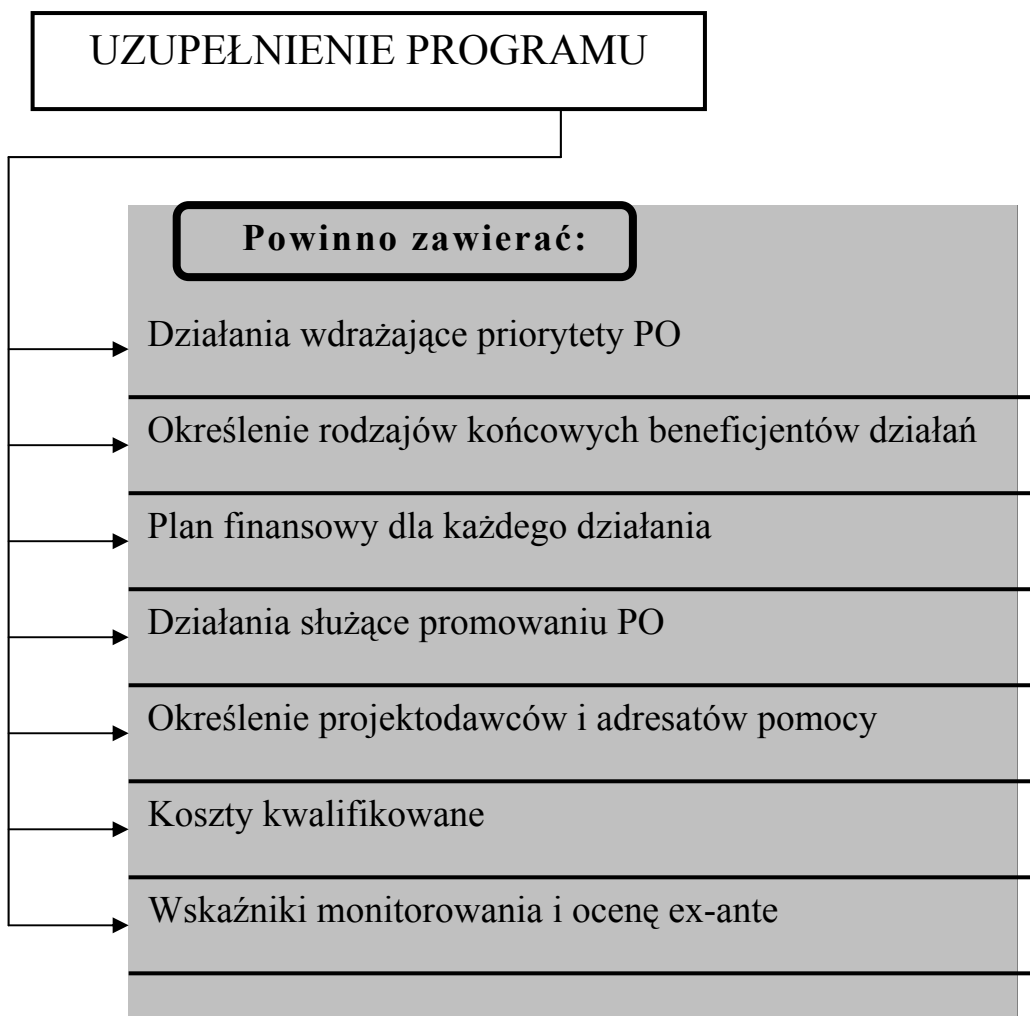 UZUPEŁNIENIE PROGRAMU
Powinno zawierać:
Działania wdrażające priorytety PO
Określenie rodzajów końcowych beneficjentów działań
Plan finansowy dla każdego działania
Działania służące promowaniu PO
Określenie projektodawców i adresatów pomocy
Koszty kwalifikowane
Wskaźniki monitorowania i ocenę ex-ante